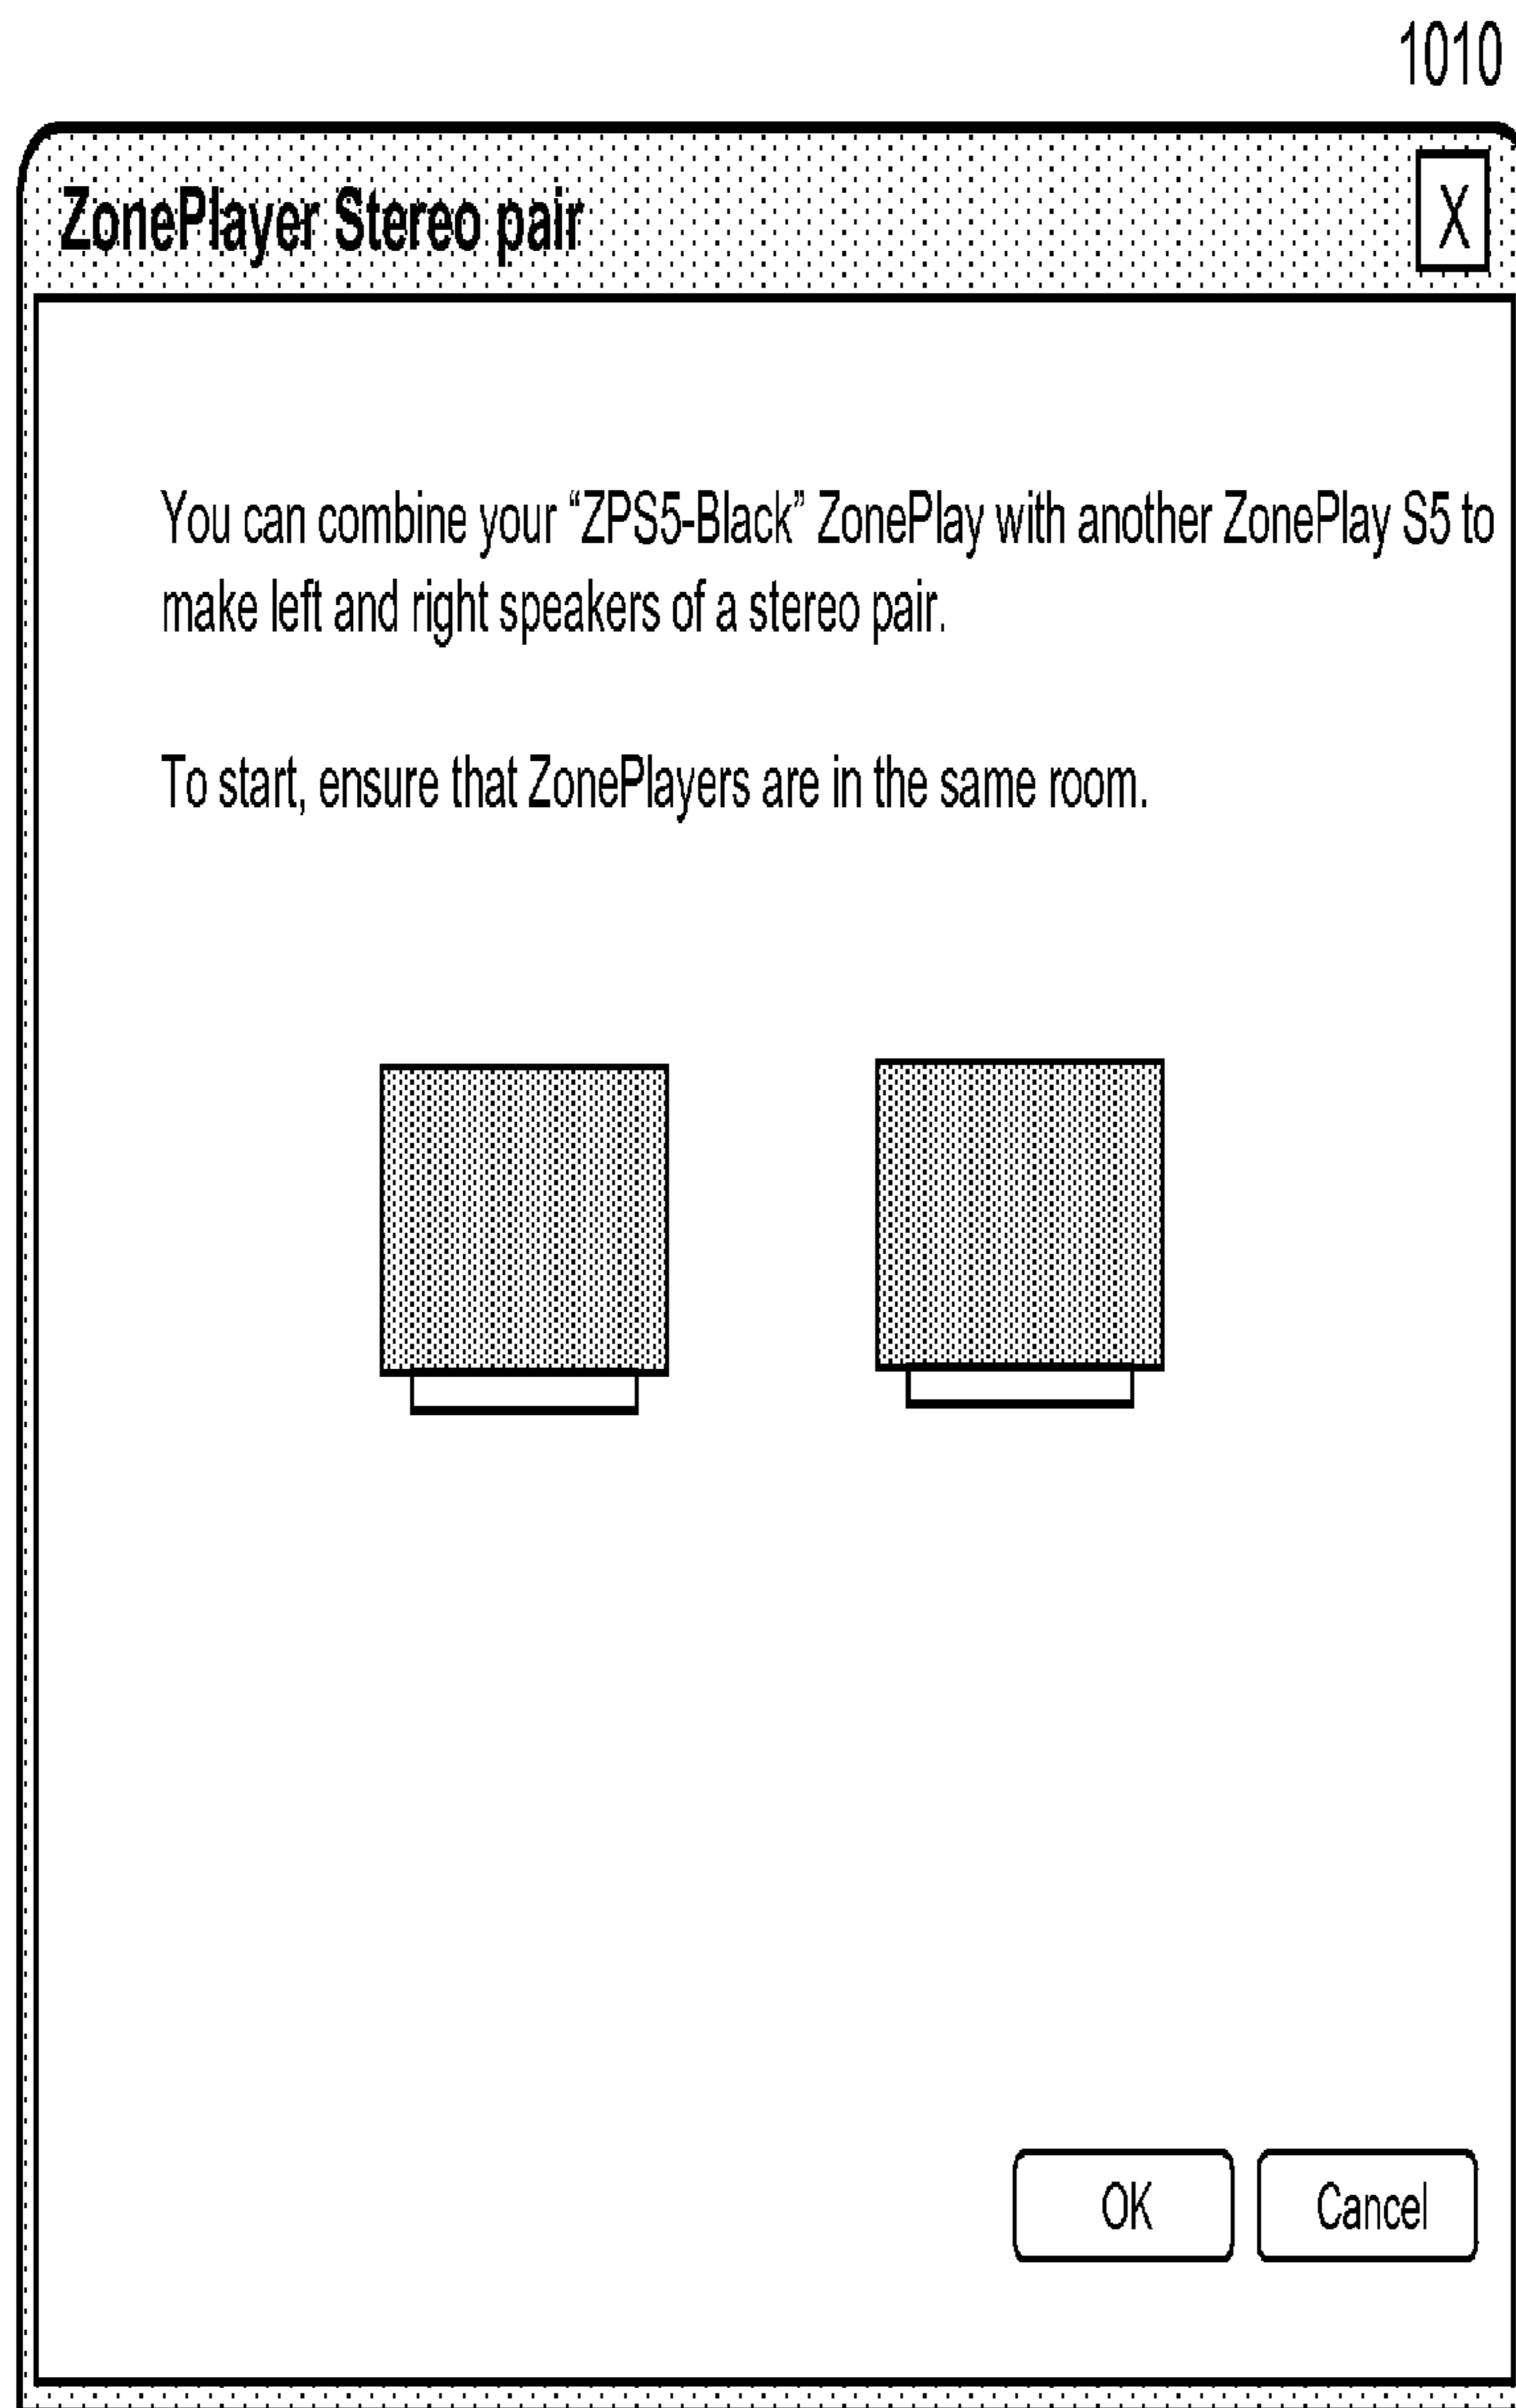 1010
ZonePlayer Stereo pair
X
You can combine your “ZPS5-Black” ZonePlay with another ZonePlay S5 to
make left and right speakers of a stereo pair.
To start, ensure that ZonePlayers are in the same room.
OK
Cancel